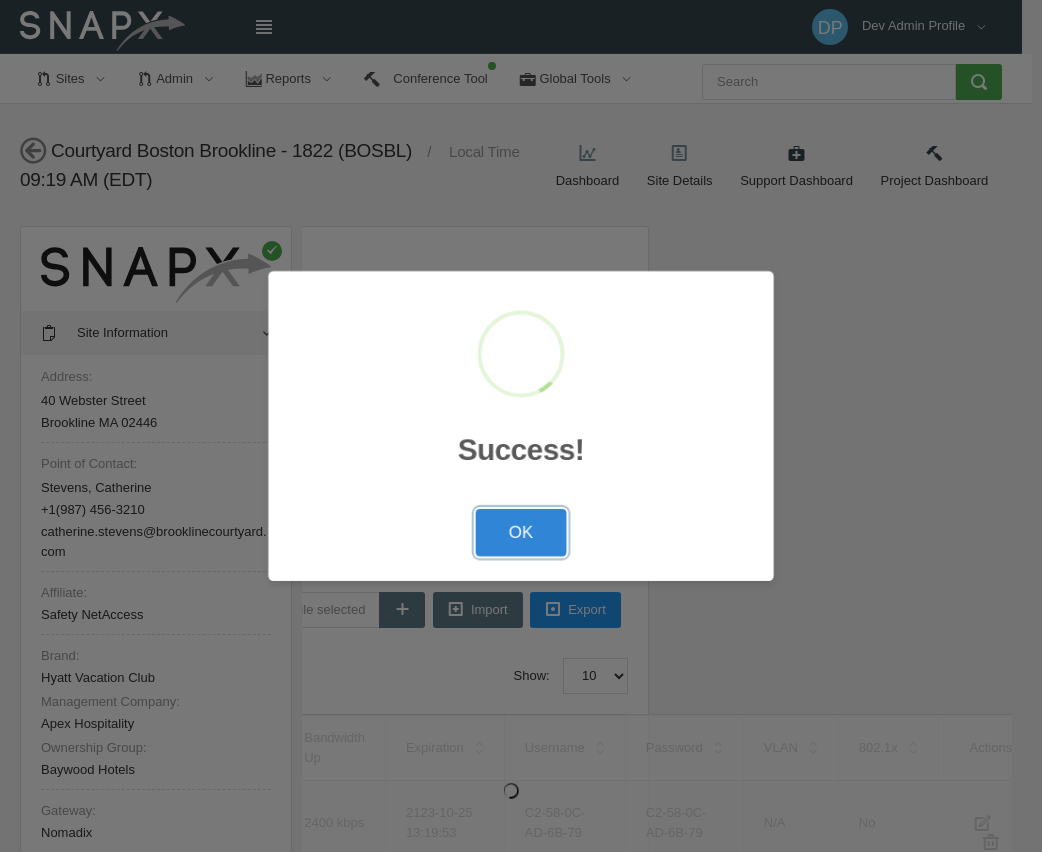 SNAPX
DP
Dev Admin Profile
Sites
Admin
Reports
Conference Tool
Global Tools
Search
Courtyard Boston Brookline - 1822 (BOSBL) / Local Time
09:19 AM (EDT)
Dashboard
Site Details
Support Dashboard
Project Dashboard
SNAPX
Site Information
Address:
40 Webster Street
Brookline MA 02446
Point of Contact:
Stevens, Catherine
+1(987) 456-3210
catherine.stevens@brooklinecourtyard.
com
Affiliate:
Safety NetAccess
Brand:
Hyatt Vacation Club
Management Company:
Apex Hospitality
Ownership Group:
Baywood Hotels
Gateway:
Nomadix
Success!
OK
le selected
+
Import
Export
Show: 10
Bandwidth
Up
Expiration
Username
Password
VLAN
802.1x
Actions
2400 kbps
2123-10-25
13:19:53
C2-58-0C-
AD-6B-79
C2-58-0C-
AD-6B-79
N/A
No